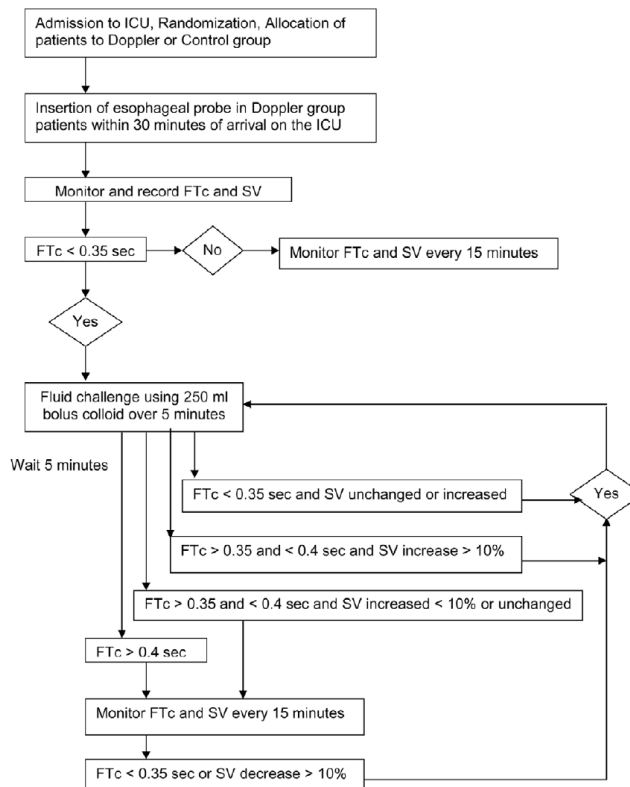 Admission to ICU, Randomization, Allocation of
patients to Doppler or Control group
Insertion of esophageal probe in Doppler group
patients within 30 minutes of arrival on the ICU
Monitor and record FTc and SV
FTc < 0.35 sec
No
Monitor FTc and SV every 15 minutes
Yes
Fluid challenge using 250 ml
bolus colloid over 5 minutes
Wait 5 minutes
FTc < 0.35 sec and SV unchanged or increased
Yes
FTc > 0.35 and < 0.4 sec and SV increase > 10%
FTc > 0.35 and < 0.4 sec and SV increased < 10% or unchanged
FTc > 0.4 sec
Monitor FTc and SV every 15 minutes
FTc < 0.35 sec or SV decrease > 10%